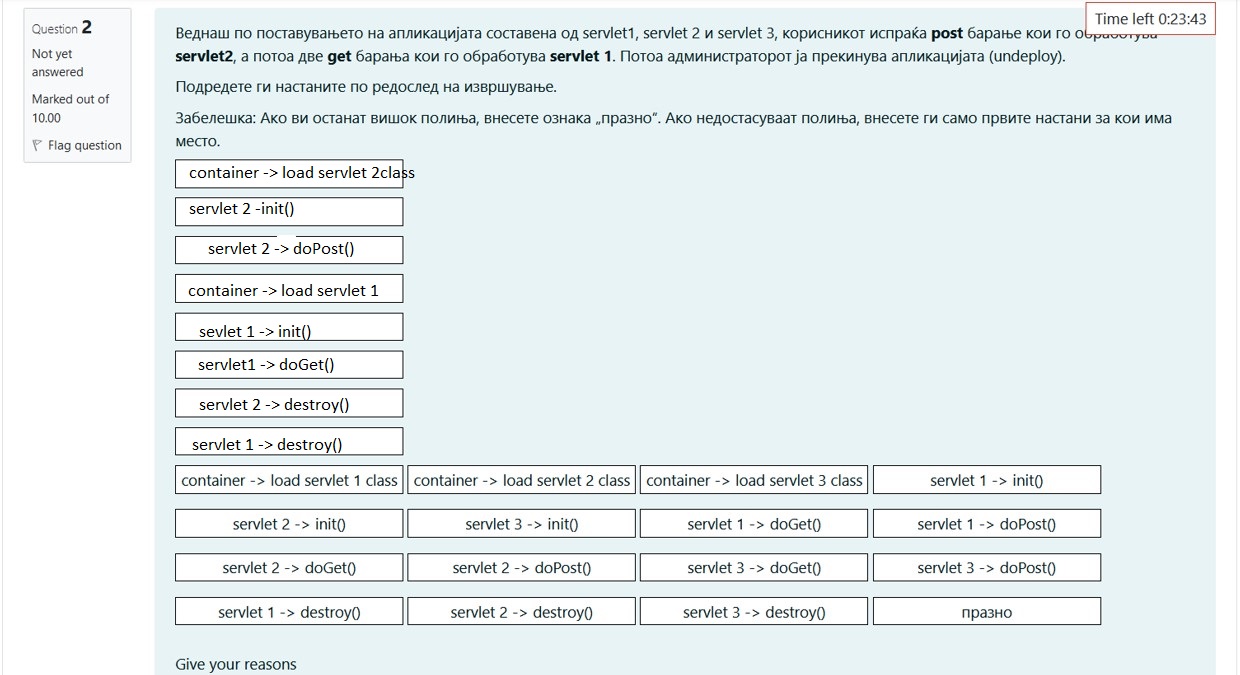 Question 2
Not yet
answered
Marked out of
10.00
Flag question
Time left 0:23:43
Веднаш по поставувањето на апликацијата составена од servlet1, servlet 2 и servlet 3, корисникот испраќа post барање кои го обработува
servlet2, а потоа две get барања кои го обработува servlet 1. Потоа администраторот ја прекинува апликацијата (undeploy).
Подредете ги настаните по редослед на извршување.
Забелешка: Ако ви останат вишок полиња, внесете ознака „празно“. Ако недостасуваат полиња, внесете ги само првите настани за кои има
место.
container -> load servlet 2class
servlet 2 -init()
servlet 2 -> doPost()
container -> load servlet 1
sevlet 1 -> init()
servlet1 -> doGet()
servlet 2 -> destroy()
servlet 1 -> destroy()
container -> load servlet 1 class container -> load servlet 2 class container -> load servlet 3 class servlet 1 -> init()
servlet 2 -> init() servlet 3 -> init() servlet 1 -> doGet() servlet 1 -> doPost()
servlet 2 -> doGet() servlet 2 -> doPost() servlet 3 -> doGet() servlet 3 -> doPost()
servlet 1 -> destroy() servlet 2 -> destroy() servlet 3 -> destroy() празно
Give your reasons